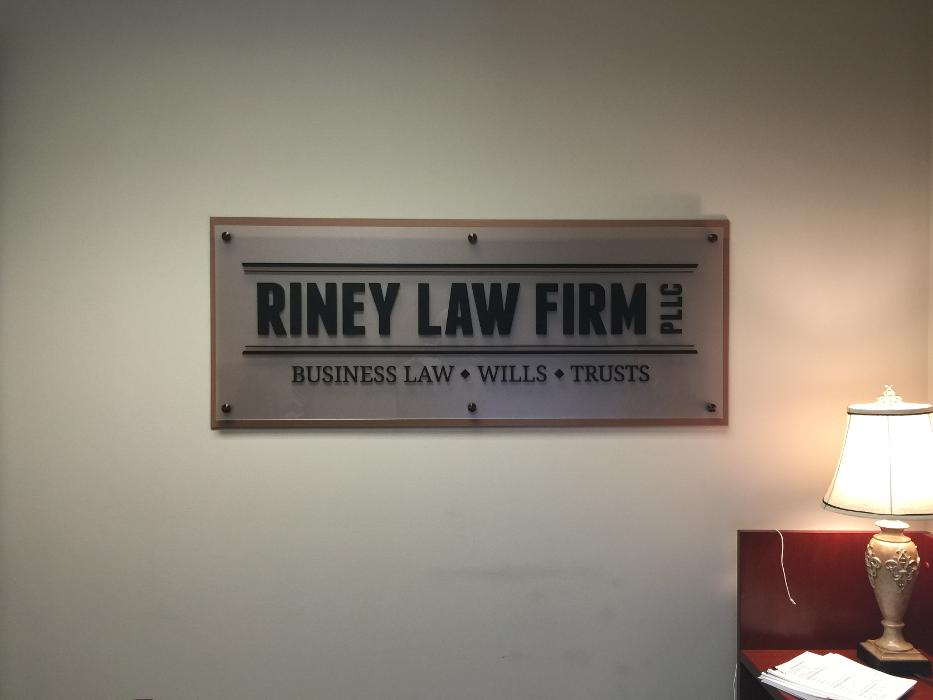 RINEY LAW FIRM PLLC
BUSINESS LAW ◆ WILLS ◆ TRUSTS